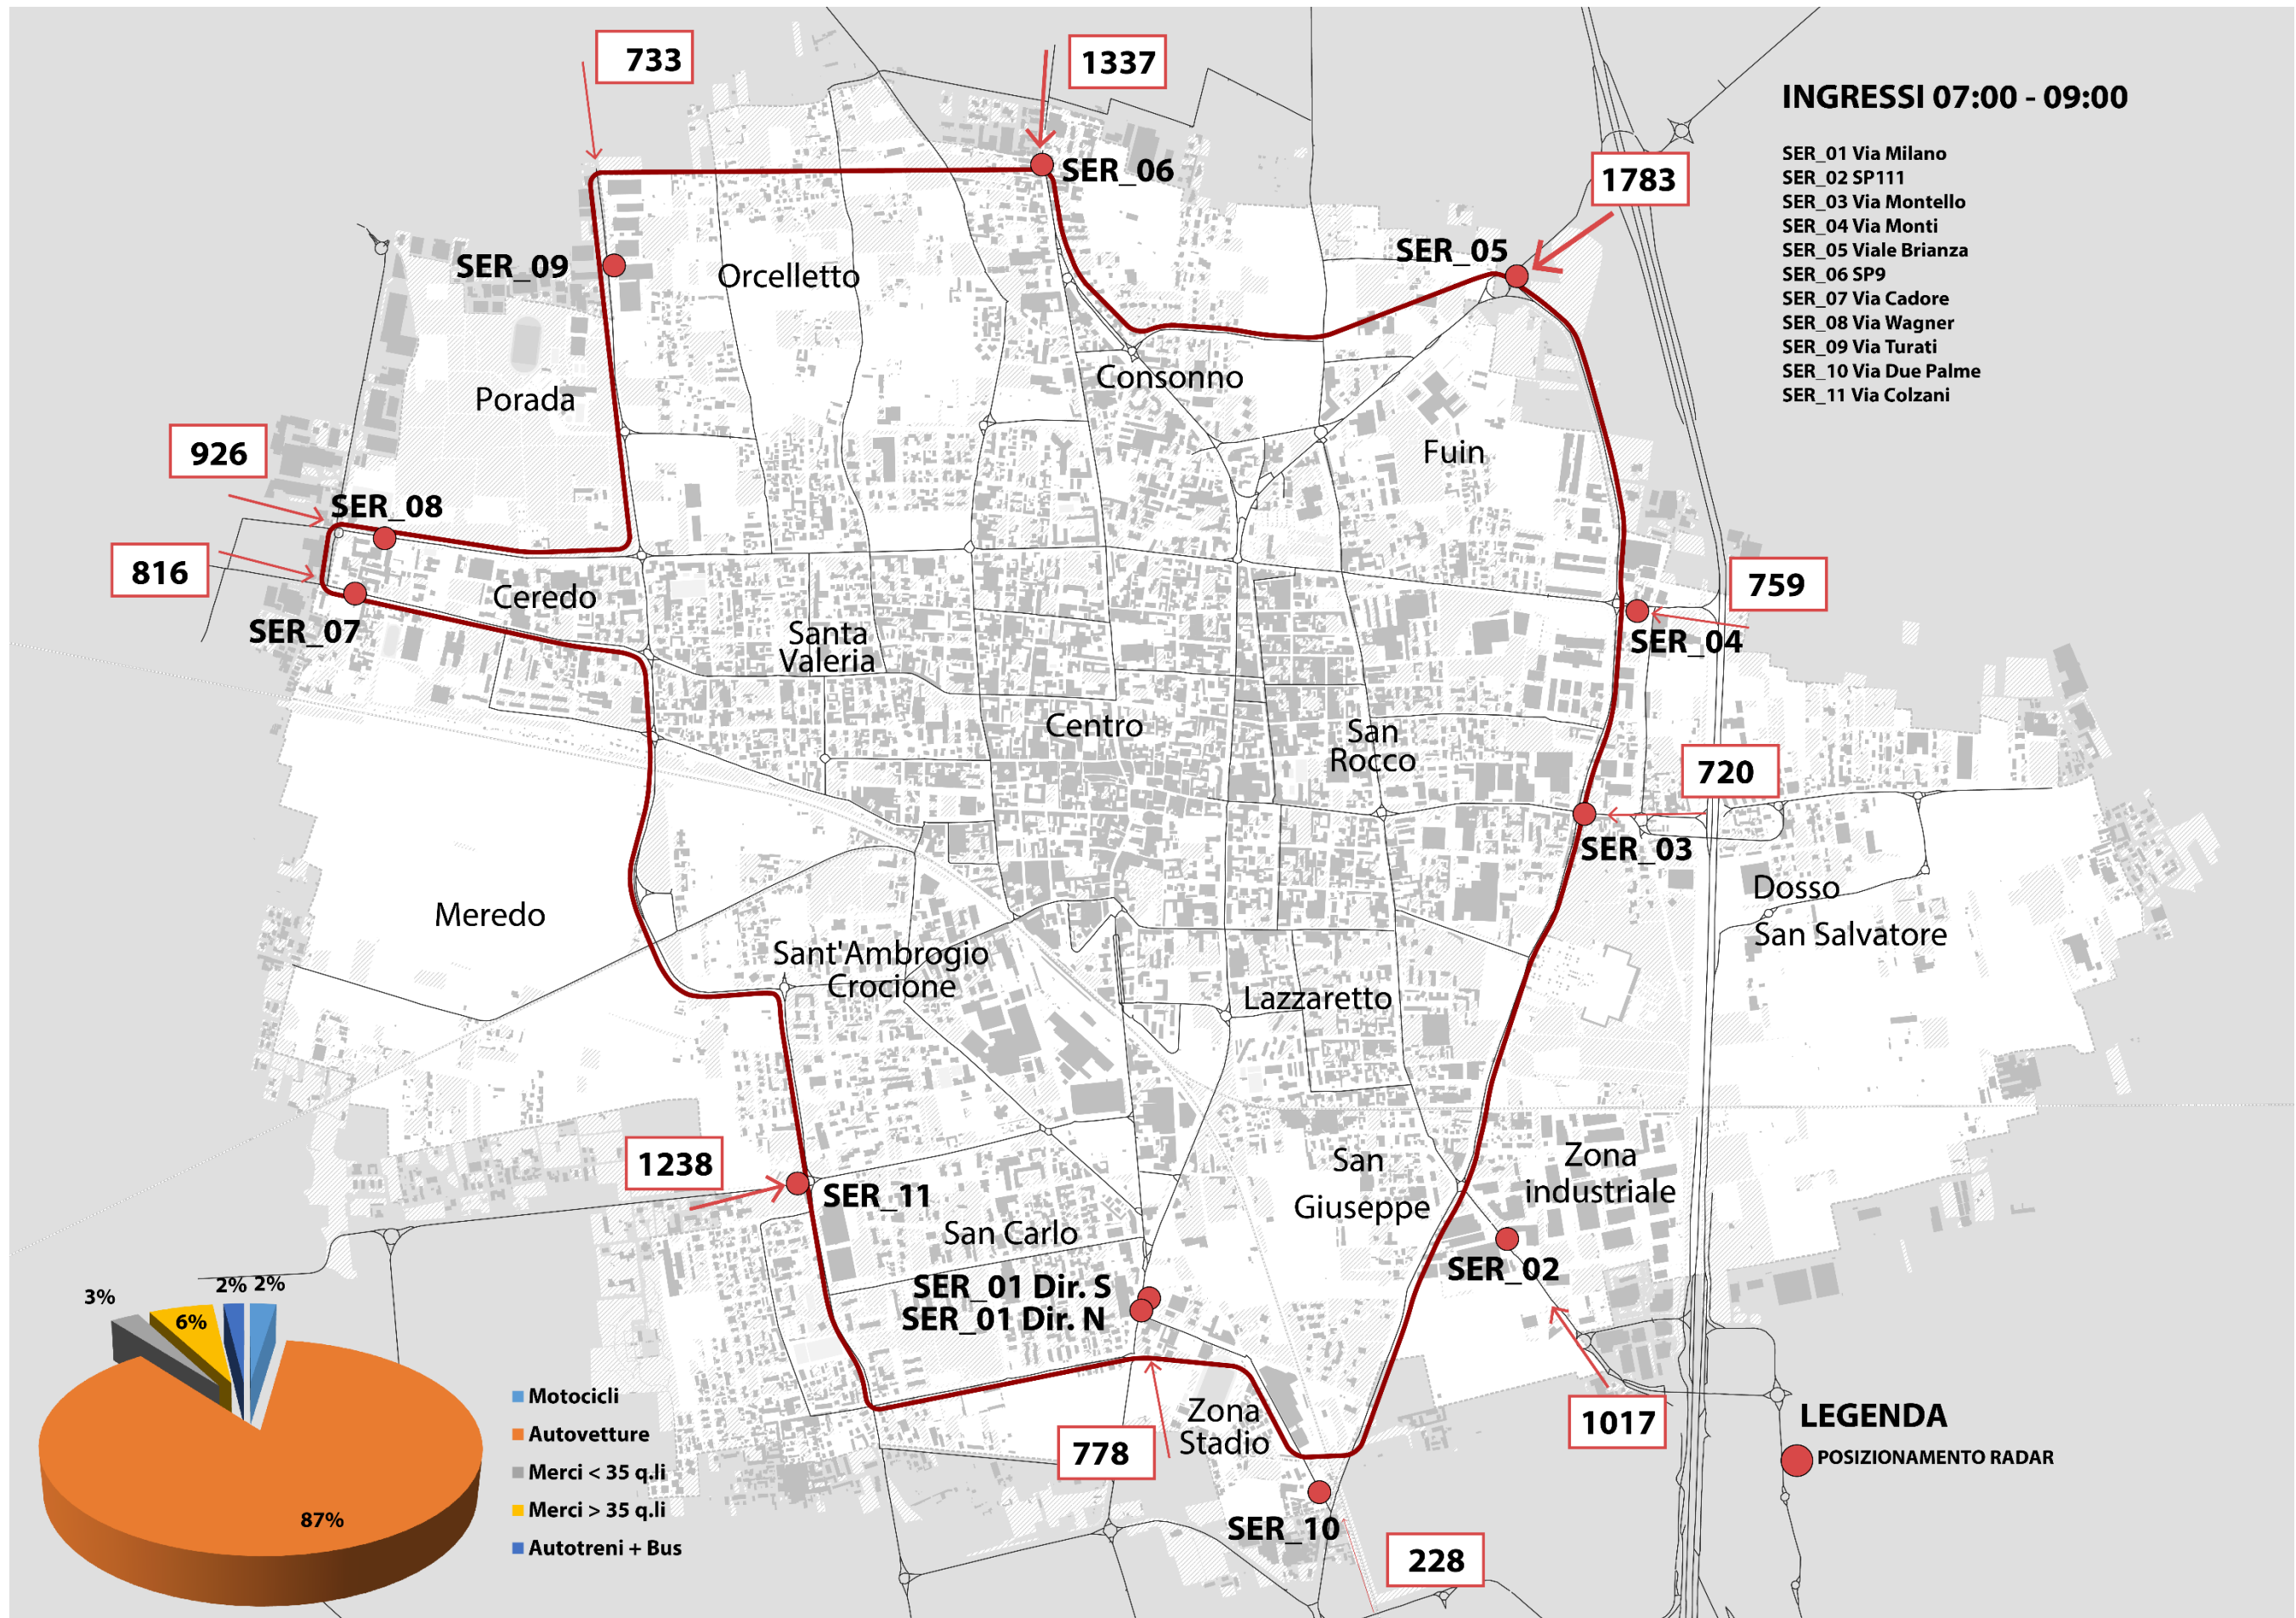 733
1337
INGRESSI 07:00 - 09:00
SER_01 Via Milano
SER_02 SP111
SER_03 Via Montello
SER_04 Via Monti
SER_05 Viale Brianza
SER_06 SP9
SER_07 Via Cadore
SER_08 Via Wagner
SER_09 Via Turati
SER_10 Via Due Palme
SER_11 Via Colzani
1783
SER_06
SER_05
SER_09
Orcelletto
Consonno
Porada
Fuin
926
SER_08
816
759
Ceredo
SER_07
Santa
Valeria
SER_04
Centro
San
Rocco
720
SER_03
Dosso
San Salvatore
Meredo
Sant'Ambrogio
Crocione
Lazzaretto
1238
SER_11
San
Giuseppe
Zona
industriale
San Carlo
SER_02
SER_01 Dir. S
SER_01 Dir. N
Zona
Stadio
778
1017
SER_10
228
3%
2%
2%
6%
87%
Motocicli
Autovetture
Merci < 35 q.li
Merci > 35 q.li
Autotreni + Bus
LEGENDA
POSIZIONAMENTO RADAR